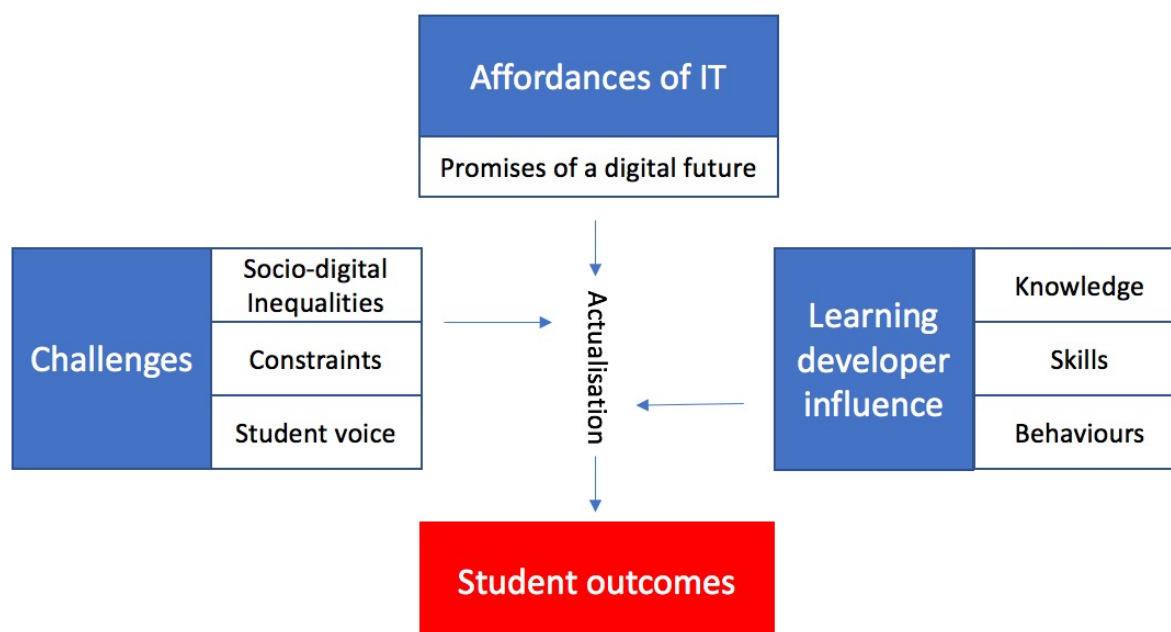 Affordances of IT
Promises of a digital future
Challenges
Socio-digital
Inequalities
Constraints
Student voice
Actualisation
Learning
developer
influence
Knowledge
Skills
Behaviours
Student outcomes